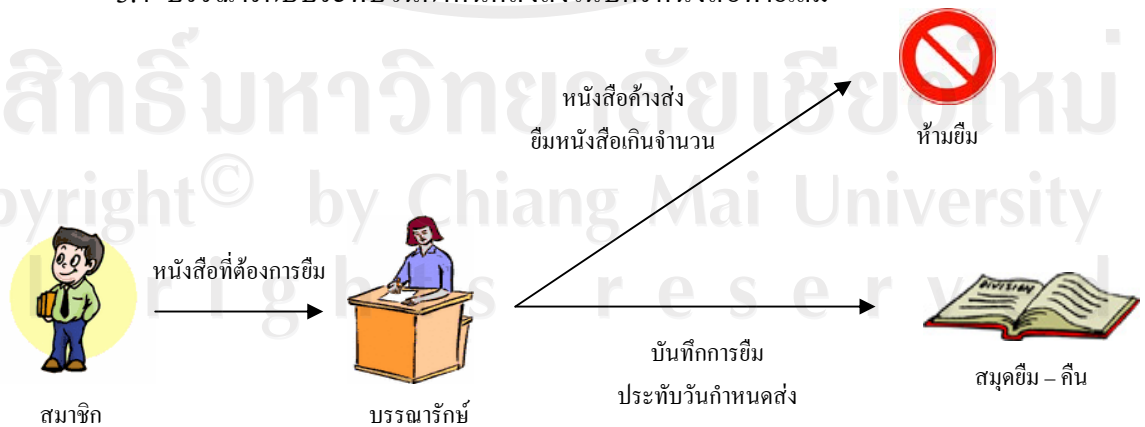 หนังสือค้างส่ง
ยืมหนังสือเกินจำนวน
ห้ามยืม
หนังสือที่ต้องการยืม
บันทึกการยืม
ประทับวันกำหนดส่ง
สมุดยืม – คืน
สมาชิก
บรรณารักษ์
DIVISION
สิทธิ์มหาวิทยาลัยเชียงใหม่
opyright© by Chiang Mai University
rights reserved